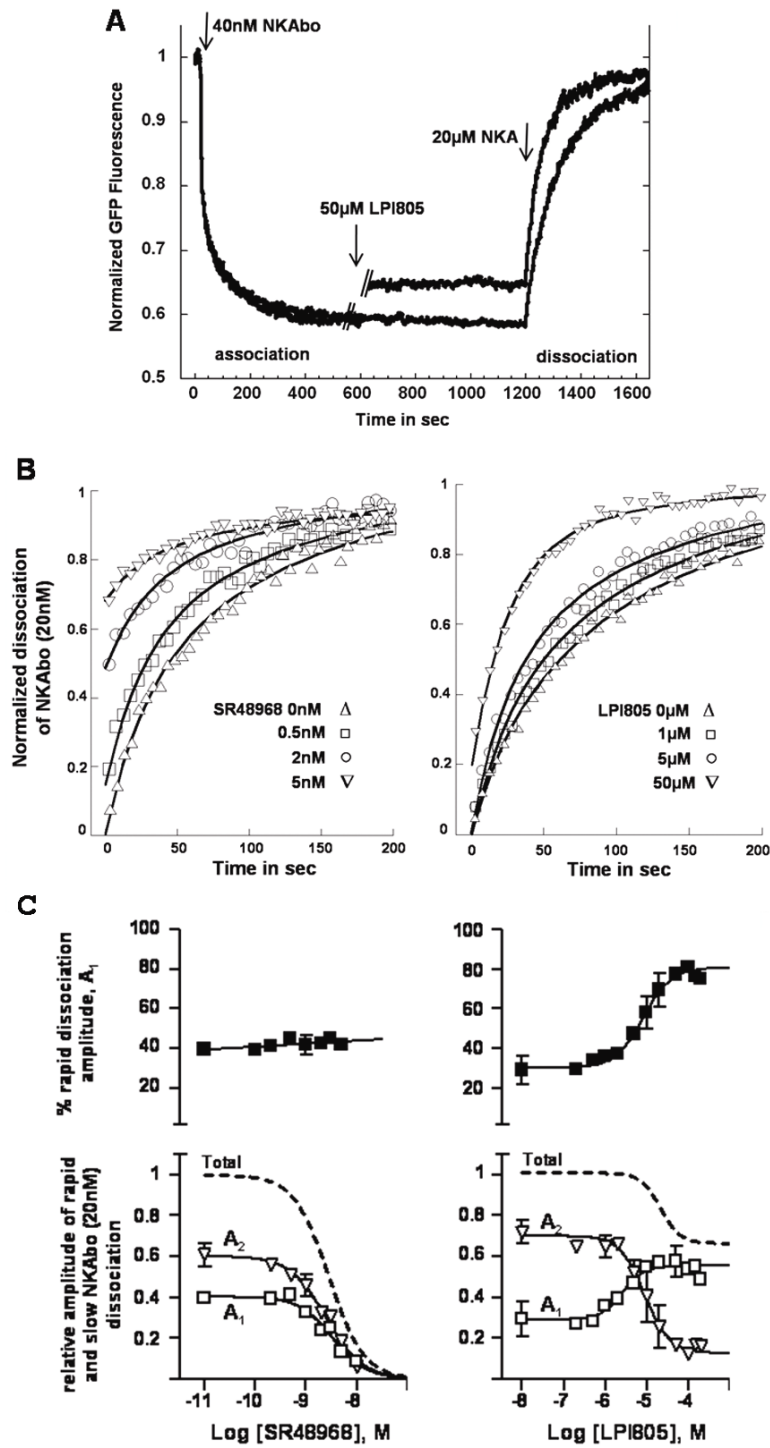 A
40nM NKAbo
50µM LPI805
20µM NKA
association
dissociation
Normalized GFP Fluorescence
1
0.9
0.8
0.7
0.6
0.5
0 200 400 600 800 1000 1200 1400 1600
Time in sec
B
Normalized dissociation
of NKAbo (20nM)
1
0.8
0.6
0.4
0.2
0
SR48968 0nM
0.5nM
2nM
5nM
0 50 100 150 200
Time in sec
1
0.8
0.6
0.4
0.2
0
LPI805 0µM
1µM
5µM
50µM
0 50 100 150 200
Time in sec
C
% rapid dissociation
amplitude, A1
100
80
60
40
20
100
80
60
40
20
relative amplitude of rapid
and slow NKAbo (20nM)
dissociation
Total
1
0.8
0.6
0.4
0.2
A2
A1
-11 -10 -9 -8
Log [SR48968], M
Total
1
0.8
0.6
0.4
0.2
A2
A1
-8 -7 -6 -5 -4
Log [LPI805], M